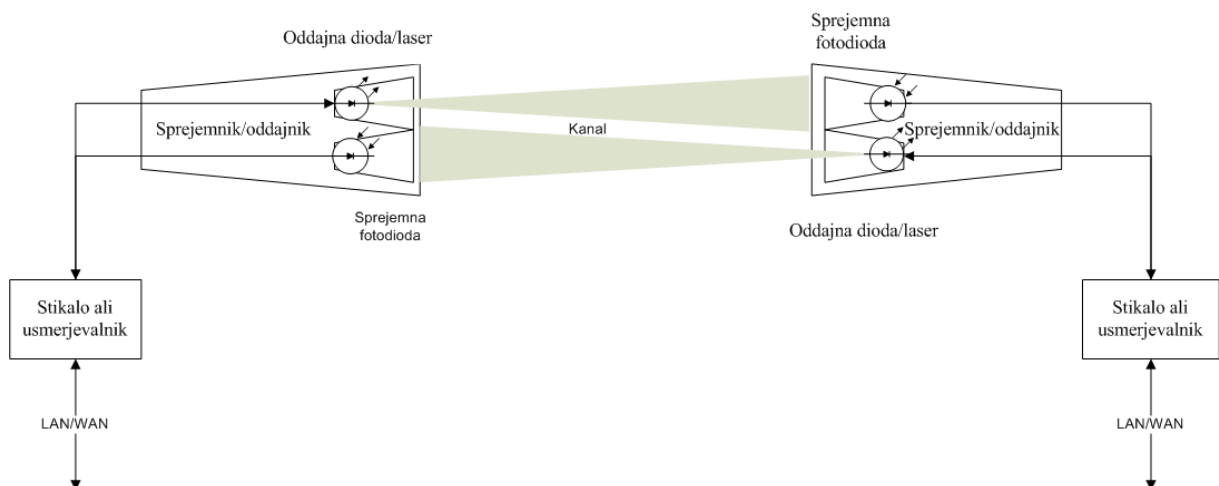 Oddajna dioda/laser
Sprejemna
fotodioda
Sprejemnik/oddajnik
Kanal
Sprejemnik/oddajnik
Sprejemna
fotodioda
Oddajna dioda/laser
Stikalo ali
usmerjevalnik
Stikalo ali
usmerjevalnik
LAN/WAN
LAN/WAN